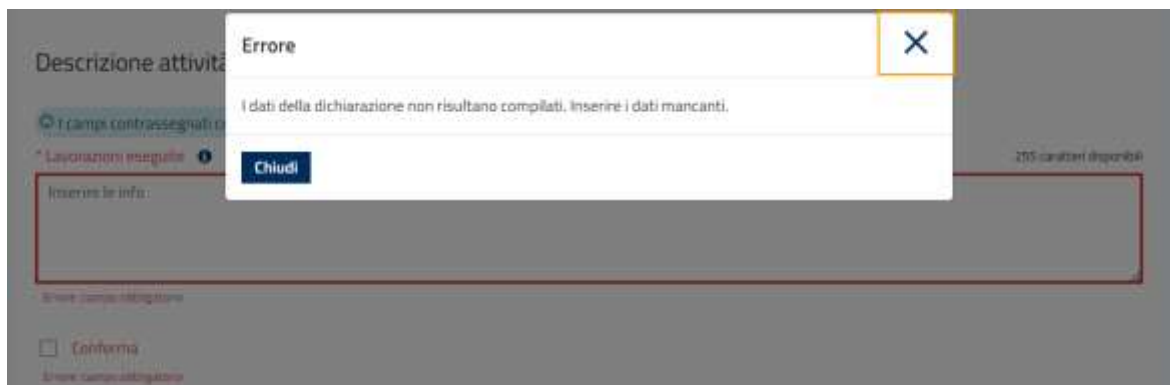 Errore
Descrizione attività
I dati della dichiarazione non risultano compilati. Inserire i dati mancanti.
I campi contrassegnati
* Lavorazioni eseguite
255 caratteri disponibili
Chiudi
Inserire le info
Errore campo obbligatorio
Conferma
Errore campo obbligatorio